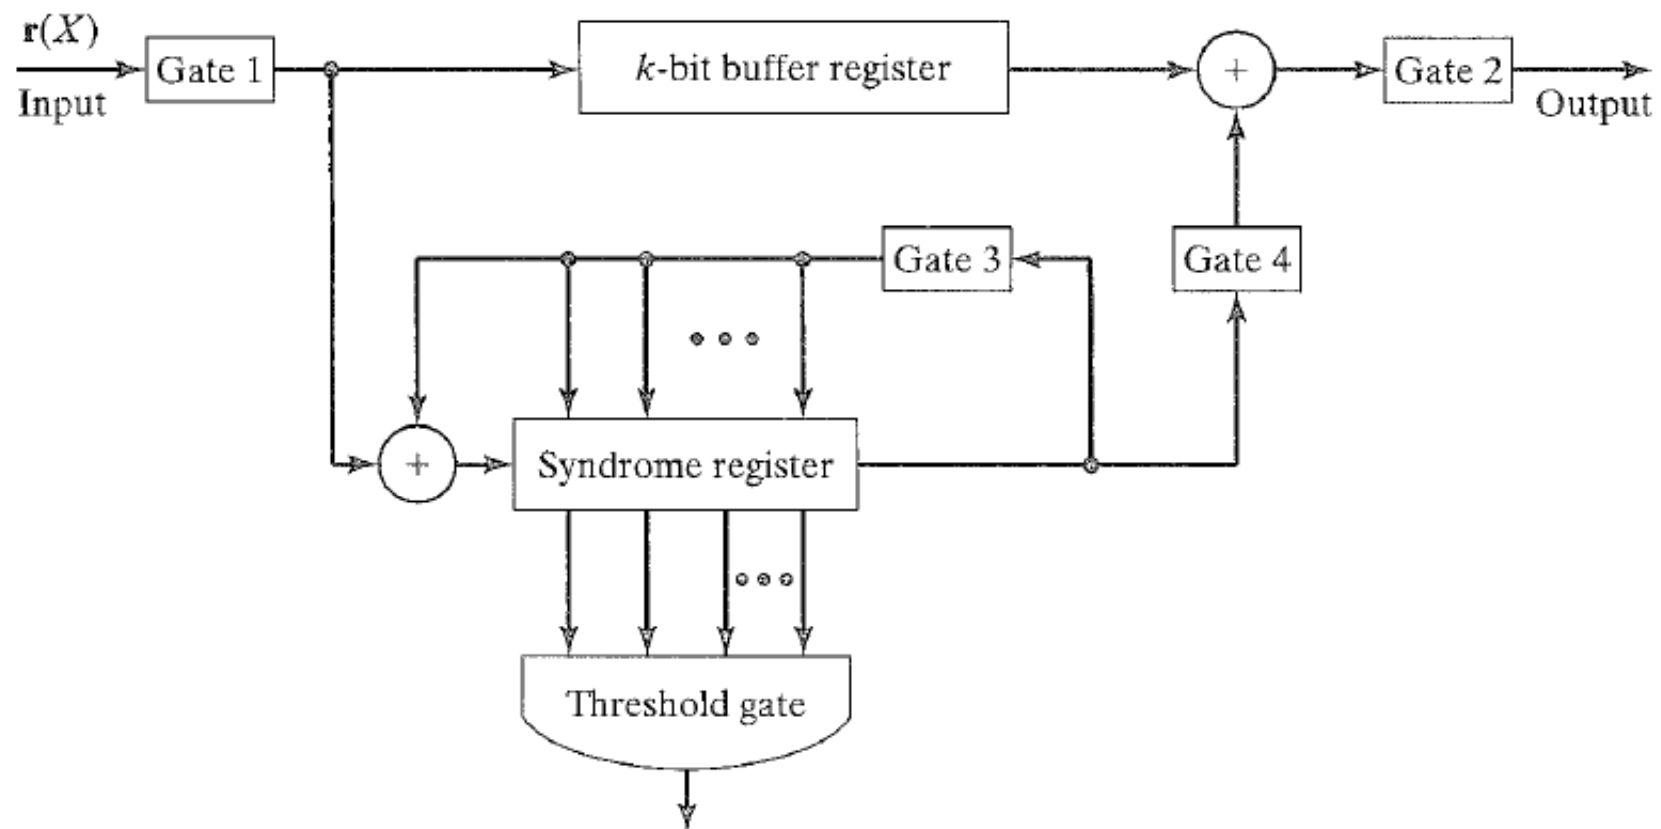 r(X)
Input
Gate 1
k-bit buffer register
+
Gate 2
Output
Gate 3
Gate 4
+
Syndrome register
Threshold gate